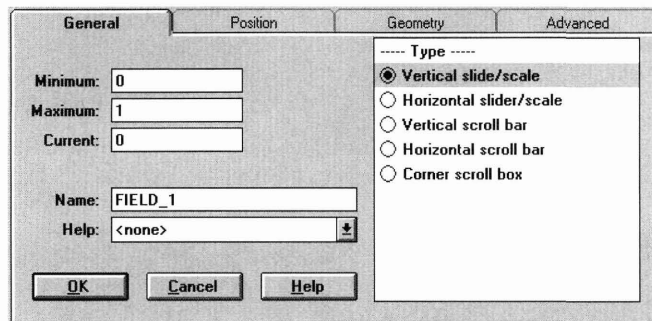 General Position Geometry Advanced
Minimum: 0
Maximum: 1
Current: 0
Name: FIELD_1
Help: <none>
OK Cancel Help
----- Type -----
Vertical slide/scale
Horizontal slider/scale
Vertical scroll bar
Horizontal scroll bar
Corner scroll box